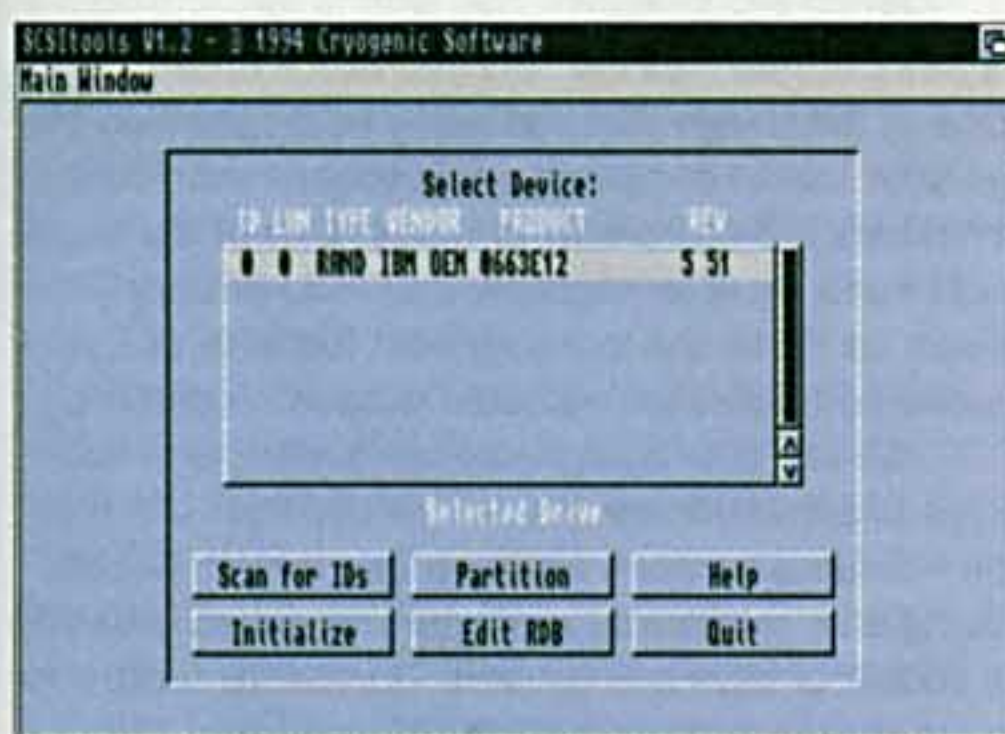 SCSItools V1.2 - 3 1994 Cryogenic Software
Main Window
Select Device:
ID LUN TYPE VENDOR PRODUCT REV
0 0 RAND IBM OEM 0663E12 S 51
Selected Drive
Scan for IDs Partition Help
Initialize Edit RDB Quit